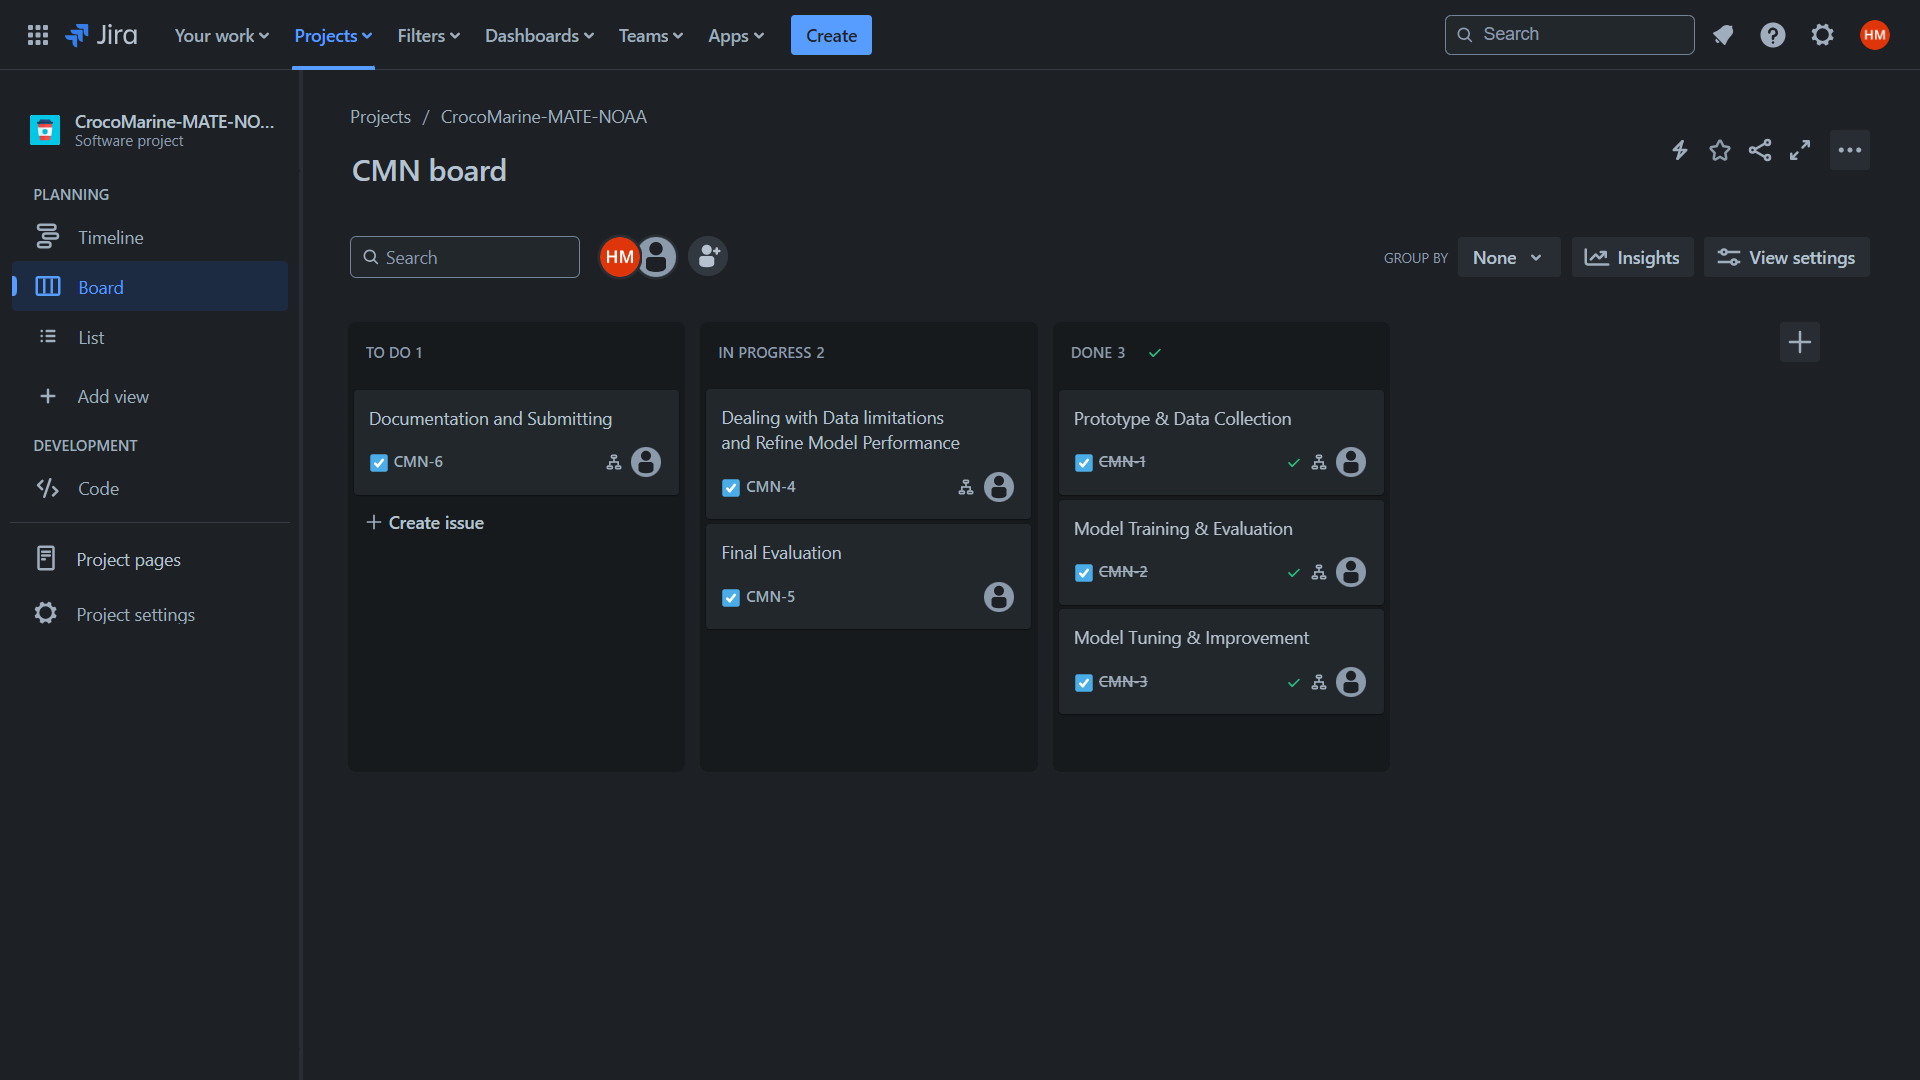 Jira
Your work
Projects
Filters
Dashboards
Teams
Apps
Create
Search
HM
CrocoMarine-MATE-NO...
Software project
PLANNING
Timeline
Board
List
Add view
DEVELOPMENT
Code
Project pages
Project settings
Projects / CrocoMarine-MATE-NOAA
CMN board
Search
HM
GROUP BY
None
Insights
View settings
TO DO 1
Documentation and Submitting
CMN-6
Create issue
IN PROGRESS 2
Dealing with Data limitations
and Refine Model Performance
CMN-4
Final Evaluation
CMN-5
DONE 3
Prototype & Data Collection
CMN-1
Model Training & Evaluation
CMN-2
Model Tuning & Improvement
CMN-3